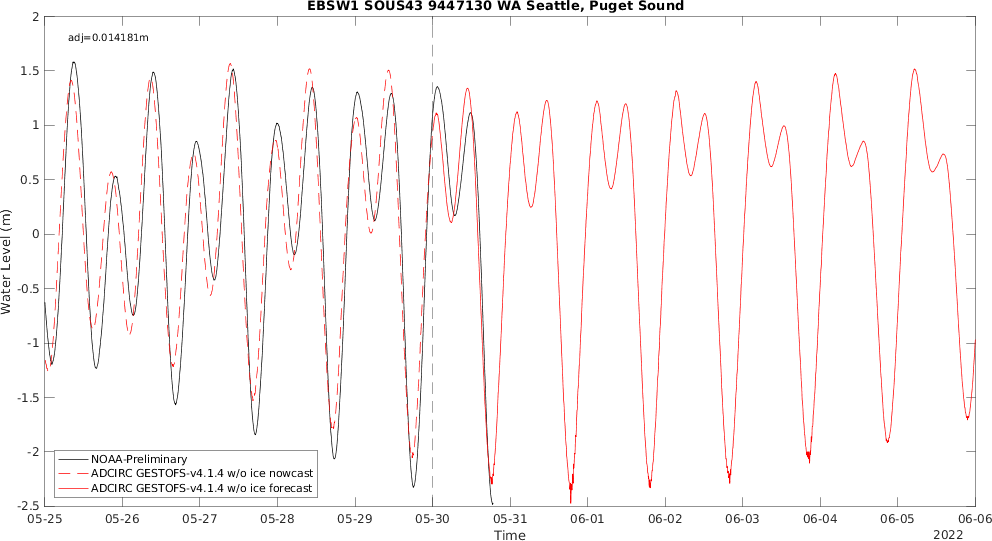 EBSW1 SOUS43 9447130 WA Seattle, Puget Sound
adj=0.014181m
2
1.5
1
0.5
0
-0.5
-1
-1.5
-2
-2.5
Water Level (m)
NOAA-Preliminary
ADCIRC GESTOFS-v4.1.4 w/o ice nowcast
ADCIRC GESTOFS-v4.1.4 w/o ice forecast
05-25 05-26 05-27 05-28 05-29 05-30 05-31 06-01 06-02 06-03 06-04 06-05 06-06
Time
2022